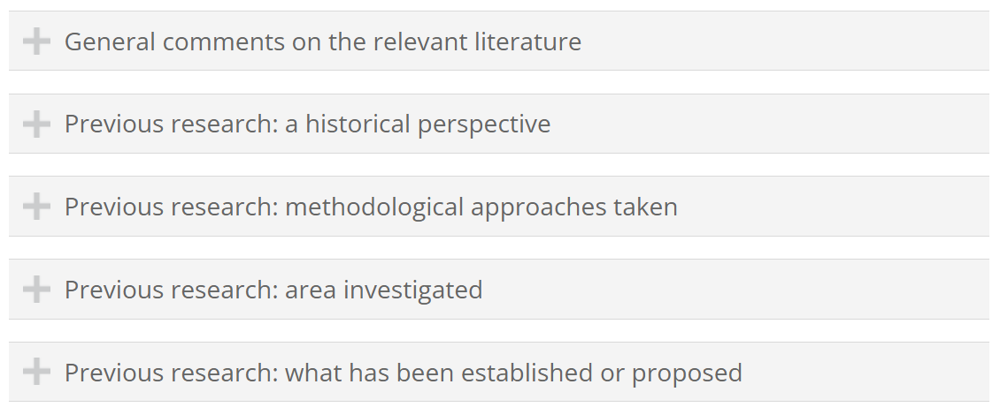 General comments on the relevant literature
Previous research: a historical perspective
Previous research: methodological approaches taken
Previous research: area investigated
Previous research: what has been established or proposed